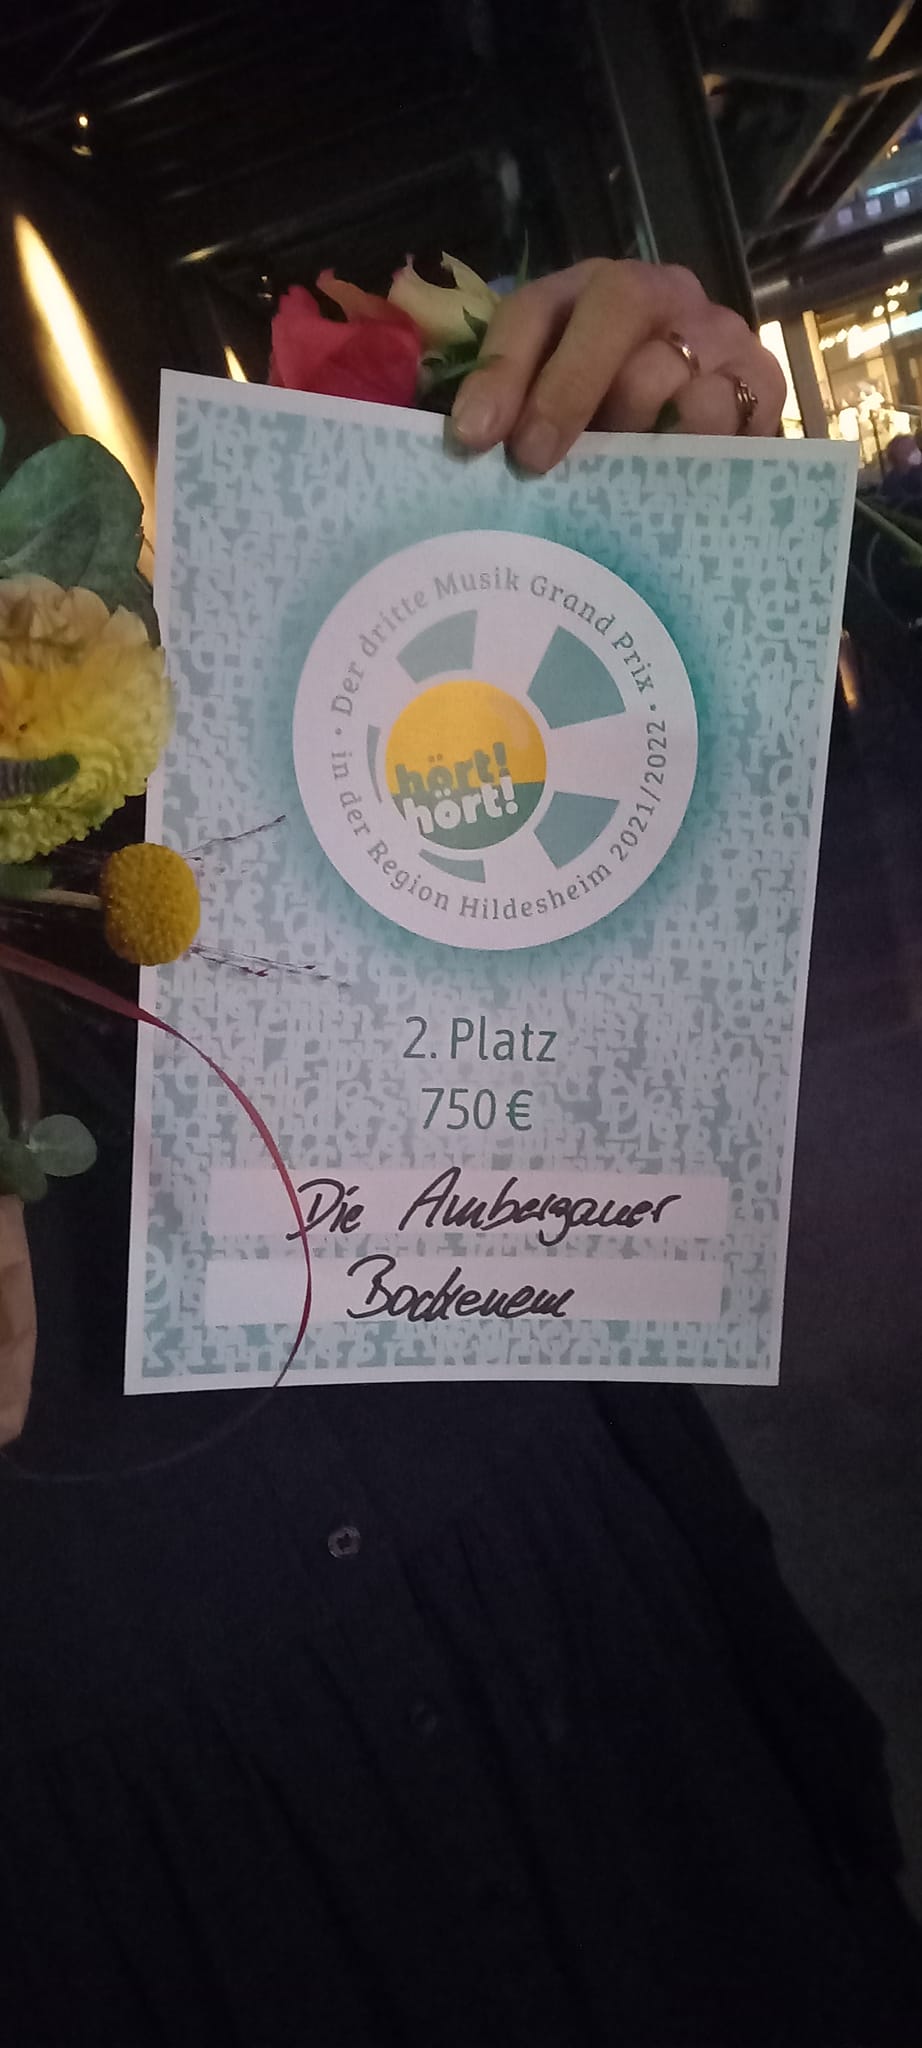 Der dritte Musik Grand Prix •
in der Region Hildesheim 2021/2022 •
hört!
hört!
2. Platz
750 €
Die Ambergauer
Bockenem